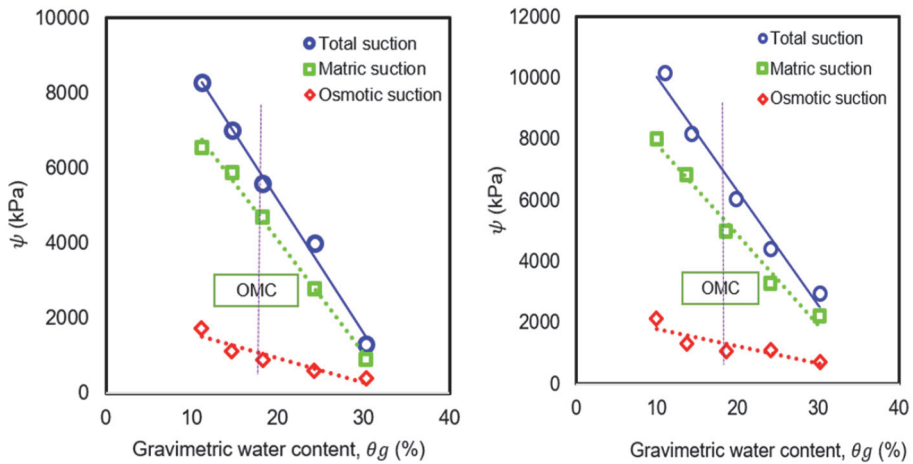 10000
8000
6000
4000
2000
0
ψ (kPa)
Total suction
Matric suction
Osmotic suction
OMC
0 10 20 30 40
Gravimetric water content, θg (%)
12000
10000
8000
6000
4000
2000
0
ψ (kPa)
Total suction
Matric suction
Osmotic suction
OMC
0 10 20 30 40
Gravimetric water content, θg (%)